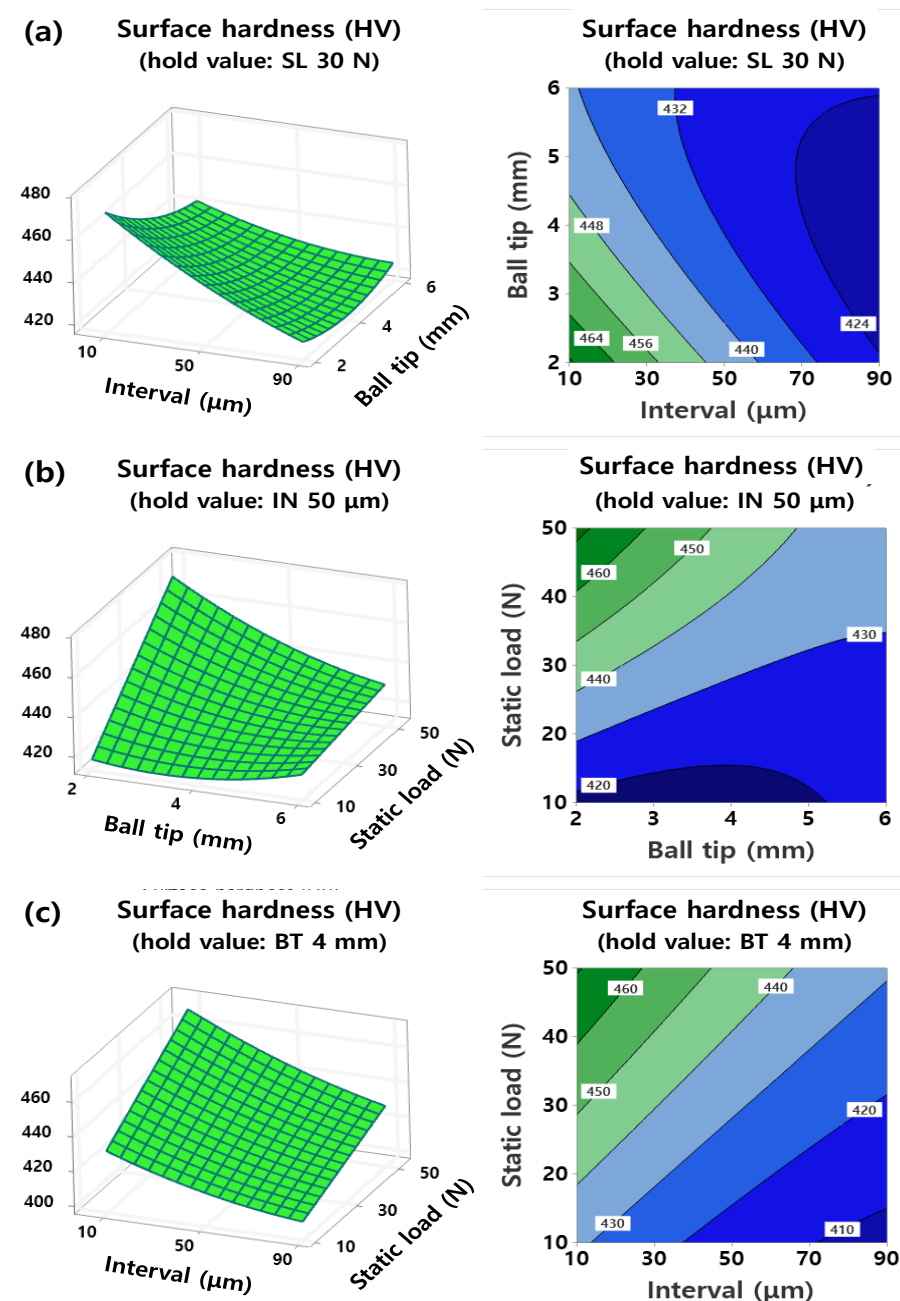 (a)
Surface hardness (HV)
(hold value: SL 30 N)
480
460
440
420
10
50
90
Interval (μm)
2
4
6
Ball tip (mm)
Surface hardness (HV)
(hold value: SL 30 N)
6
5
4
3
2
Ball tip (mm)
432
448
464
456
440
424
10
30
50
70
90
Interval (μm)
(b)
Surface hardness (HV)
(hold value: IN 50 μm)
480
460
440
420
2
4
6
Ball tip (mm)
10
30
50
Static load (N)
Surface hardness (HV)
(hold value: IN 50 μm)
50
40
30
20
10
Static load (N)
450
460
430
440
420
2
3
4
5
6
Ball tip (mm)
(c)
Surface hardness (HV)
(hold value: BT 4 mm)
460
440
420
400
10
50
90
Interval (μm)
10
30
50
Static load (N)
Surface hardness (HV)
(hold value: BT 4 mm)
50
40
30
20
10
Static load (N)
460
440
450
420
430
410
10
30
50
70
90
Interval (μm)